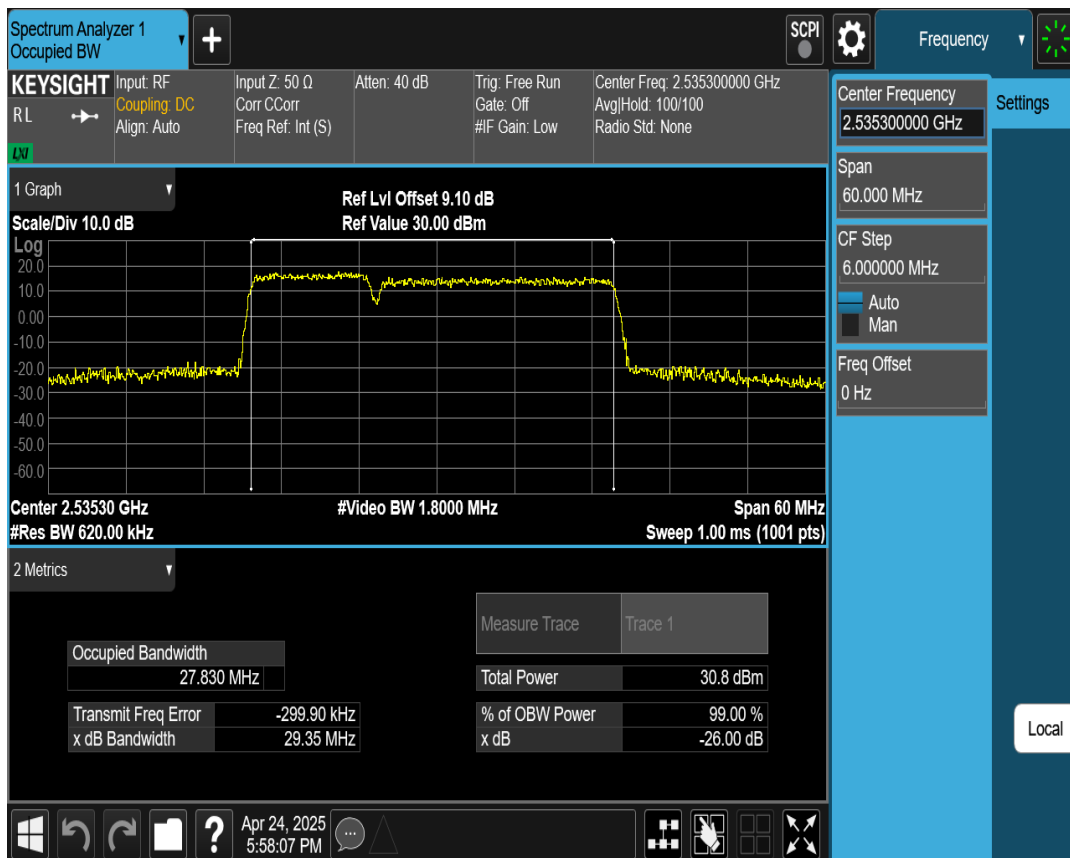 Spectrum Analyzer 1
Occupied BW
+
SCPI
Frequency
KEYSIGHT
RL
LXI
Input: RF
Coupling: DC
Align: Auto
Input Z: 50 Ω
Corr CCorr
Freq Ref: Int (S)
Atten: 40 dB
Trig: Free Run
Gate: Off
#IF Gain: Low
Center Freq: 2.535300000 GHz
Avg|Hold: 100/100
Radio Std: None
Center Frequency
2.535300000 GHz
Settings
Span
60.000 MHz
CF Step
6.000000 MHz
Auto
Man
Freq Offset
0 Hz
Local
1 Graph
Scale/Div 10.0 dB
Ref Lvl Offset 9.10 dB
Ref Value 30.00 dBm
Log
20.0
10.0
0.00
-10.0
-20.0
-30.0
-40.0
-50.0
-60.0
Center 2.53530 GHz
#Video BW 1.8000 MHz
Span 60 MHz
#Res BW 620.00 kHz
Sweep 1.00 ms (1001 pts)
2 Metrics
Measure Trace
Trace 1
Occupied Bandwidth
27.830 MHz
Total Power
30.8 dBm
Transmit Freq Error
-299.90 kHz
% of OBW Power
99.00 %
x dB Bandwidth
29.35 MHz
x dB
-26.00 dB
?
Apr 24, 2025
5:58:07 PM